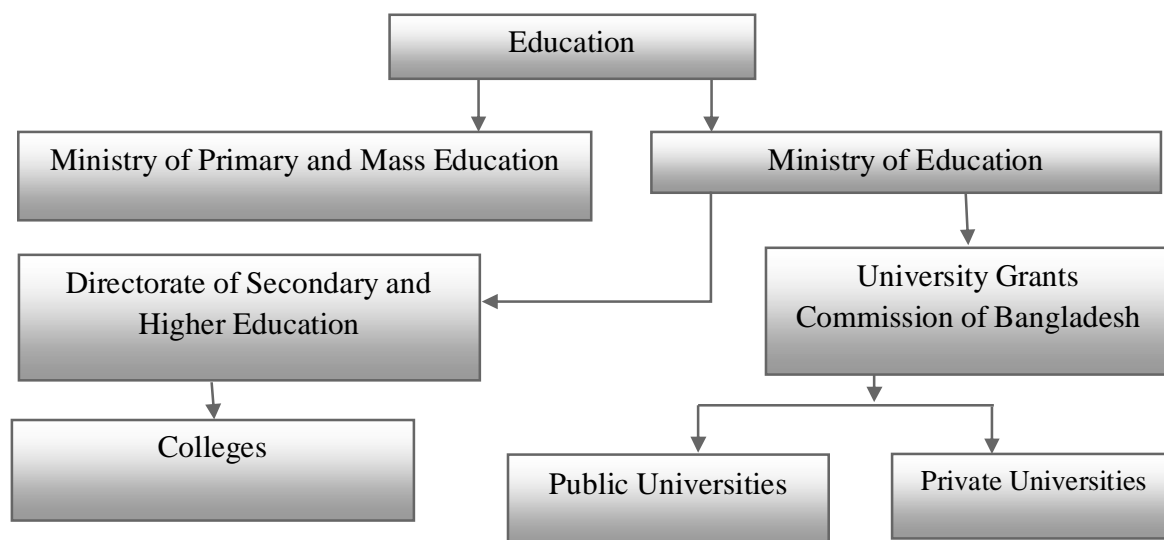 Education
Ministry of Primary and Mass Education
Ministry of Education
Directorate of Secondary and
Higher Education
University Grants
Commission of Bangladesh
Colleges
Public Universities
Private Universities